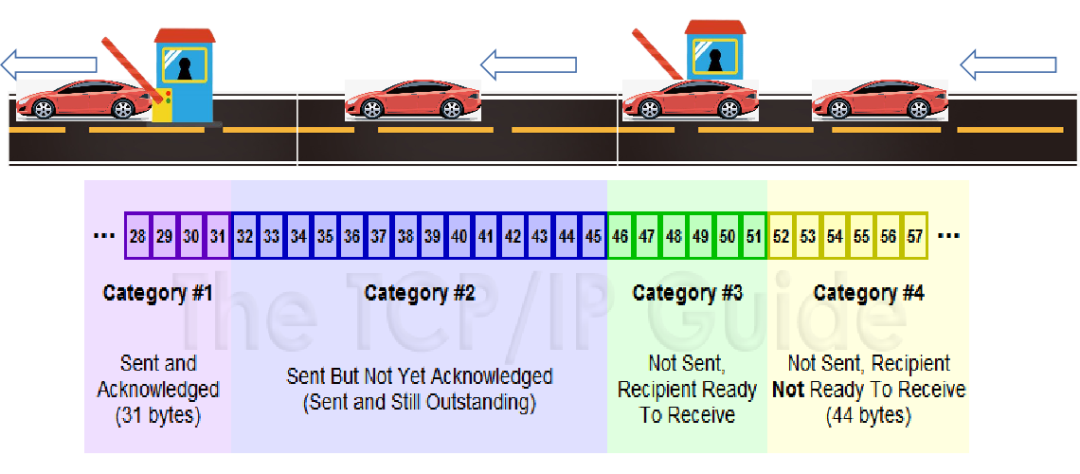 ... 28 29 30 31 32 33 34 35 36 37 38 39 40 41 42 43 44 45 46 47 48 49 50 51 52 53 54 55 56 57 ...
The TCP/IP Guide
Category #1 Category #2 Category #3 Category #4
Sent and
Acknowledged
(31 bytes)
Sent But Not Yet Acknowledged
(Sent and Still Outstanding)
Not Sent,
Recipient Ready
To Receive
Not Sent, Recipient
Not Ready To Receive
(44 bytes)